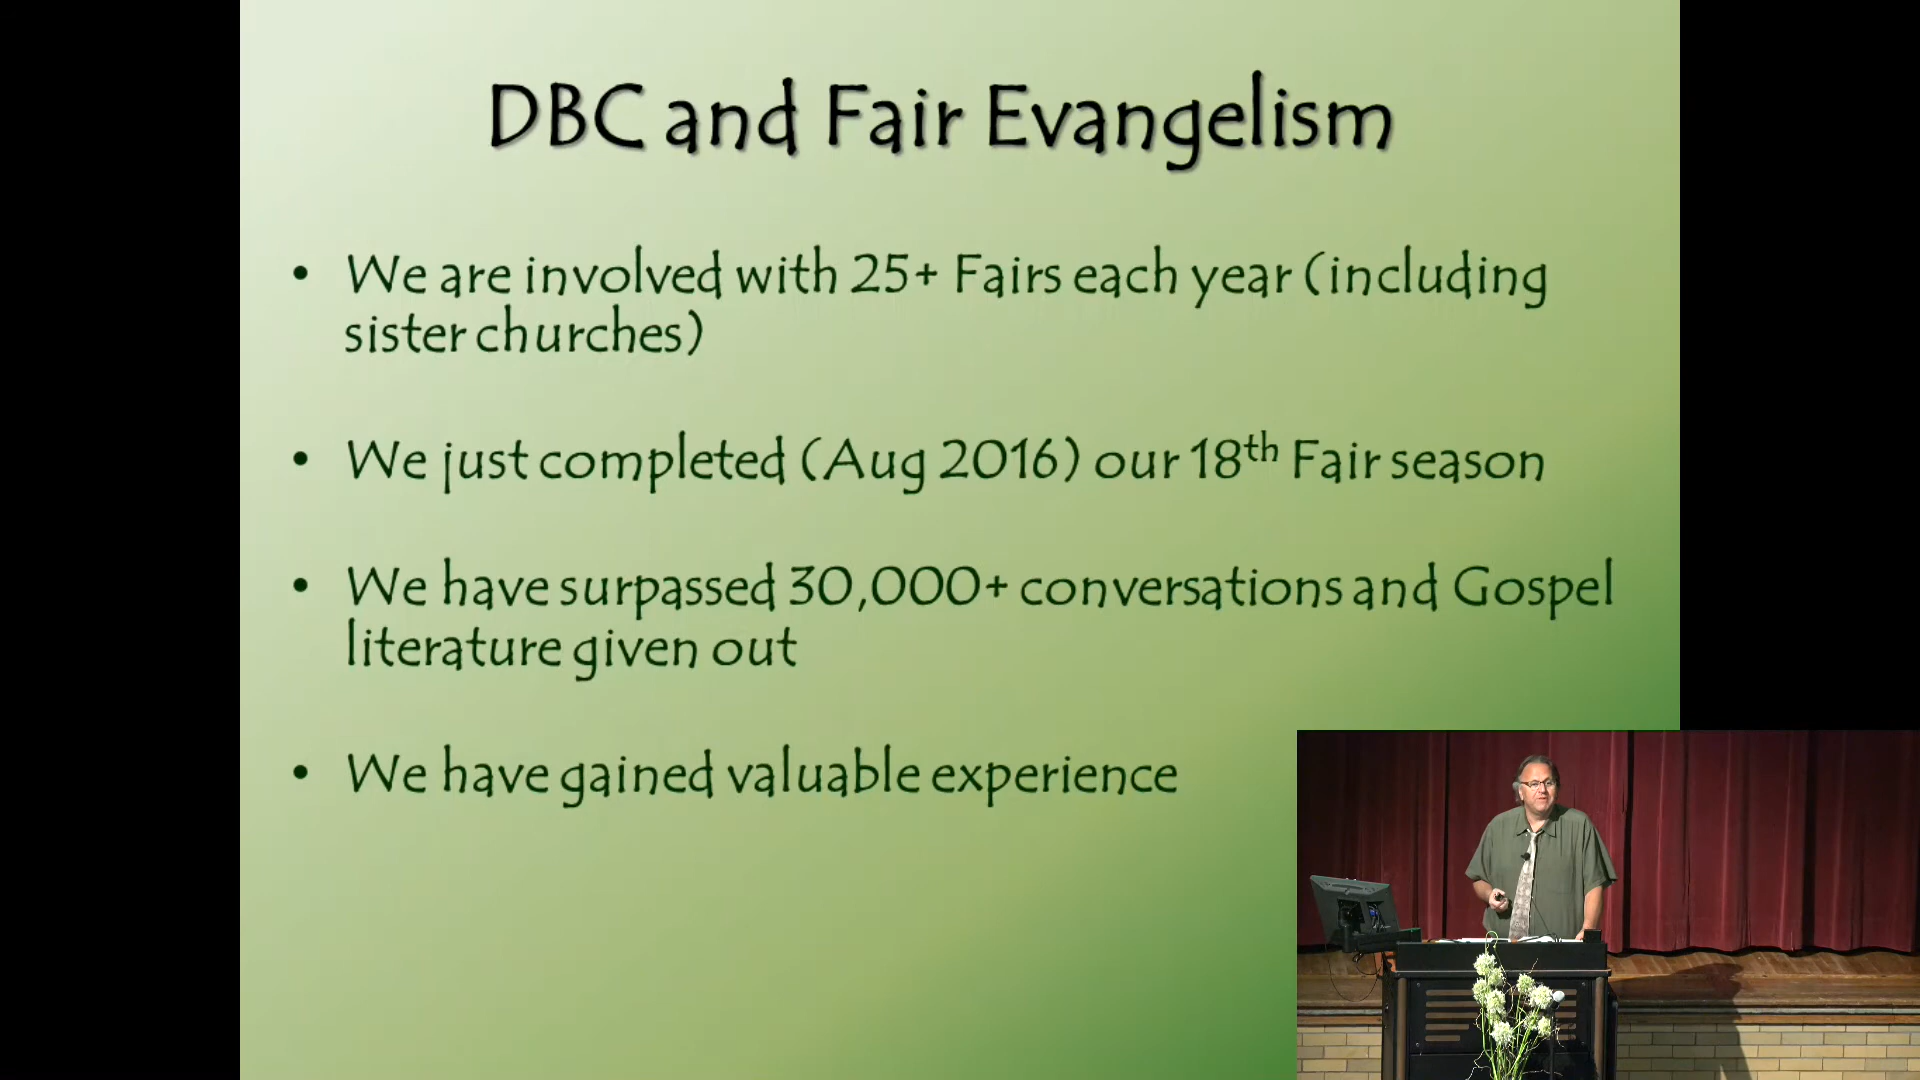 DBC and Fair Evangelism
• We are involved with 25+ Fairs each year (including
sister churches)
• We just completed (Aug 2016) our 18th Fair season
• We have surpassed 30,000+ conversations and Gospel
literature given out
• We have gained valuable experience